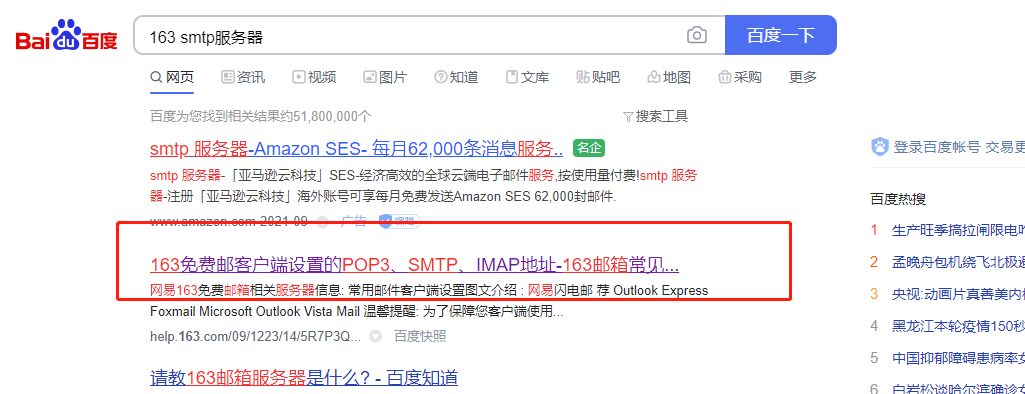 Bai du 百度
163 smtp服务器
百度一下
网页 资讯 视频 图片 知道 文库 贴吧 地图 采购 更多
百度为您找到相关结果约51,800,000个
搜索工具
smtp 服务器-Amazon SES- 每月62,000条消息服务.. 名企
smtp 服务器-「亚马逊云科技」SES-经济高效的全球云端电子邮件服务,按使用量付费!smtp 服务
器-注册「亚马逊云科技」海外账号可享每月免费发送Amazon SES 62,000封邮件.
www.amazon.com 2021-09 广告 保障
163免费邮客户端设置的POP3、SMTP、IMAP地址-163邮箱常见...
网易163免费邮箱相关服务器信息: 常用邮件客户端设置图文介绍 : 网易闪电邮 荐 Outlook Express
Foxmail Microsoft Outlook Vista Mail 温馨提醒: 为了保障您客户端使用...
help.163.com/09/1223/14/5R7P3Q... 百度快照
请教163邮箱服务器是什么? - 百度知道
登录百度帐号 交易更
百度热搜
1 生产旺季搞拉闸限电
2 孟晚舟包机绕飞北极
3 央视:动画片真善美内
4 黑龙江本轮疫情150秒
5 中国抑郁障碍患病率女
6 白岩松谈哈尔滨确诊女